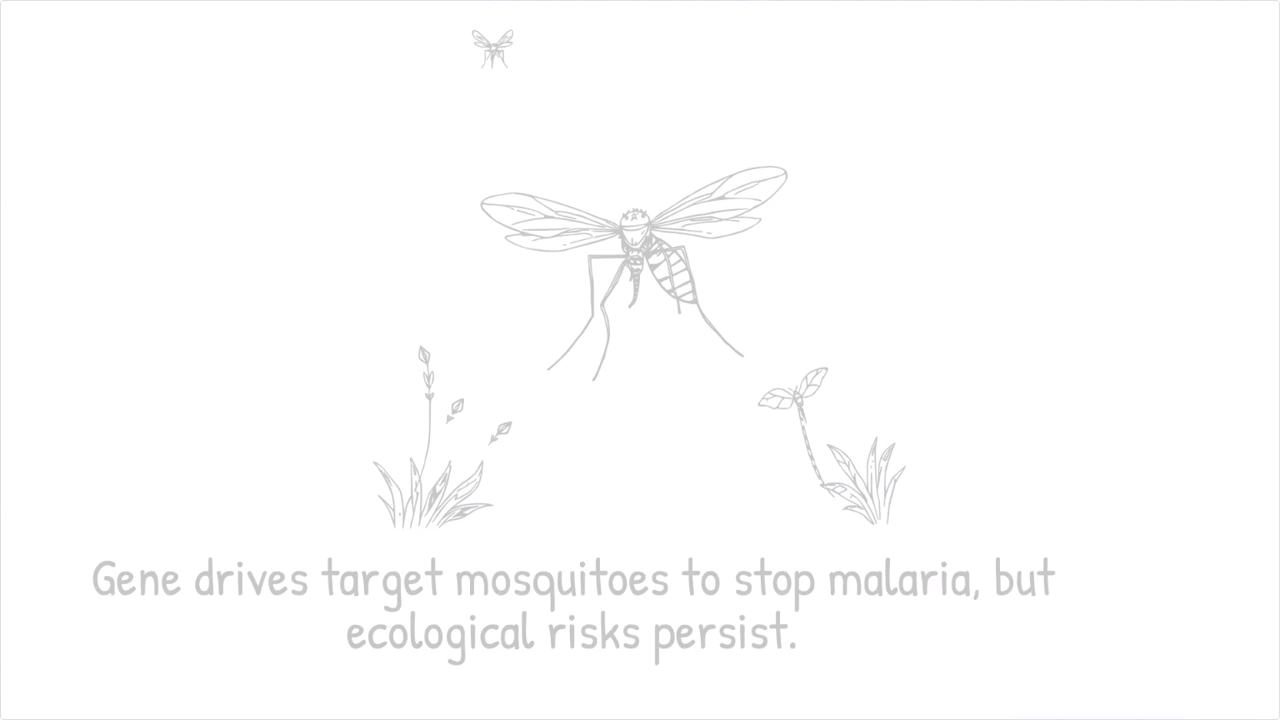 Gene drives target mosquitoes to stop malaria, but
ecological risks persist.